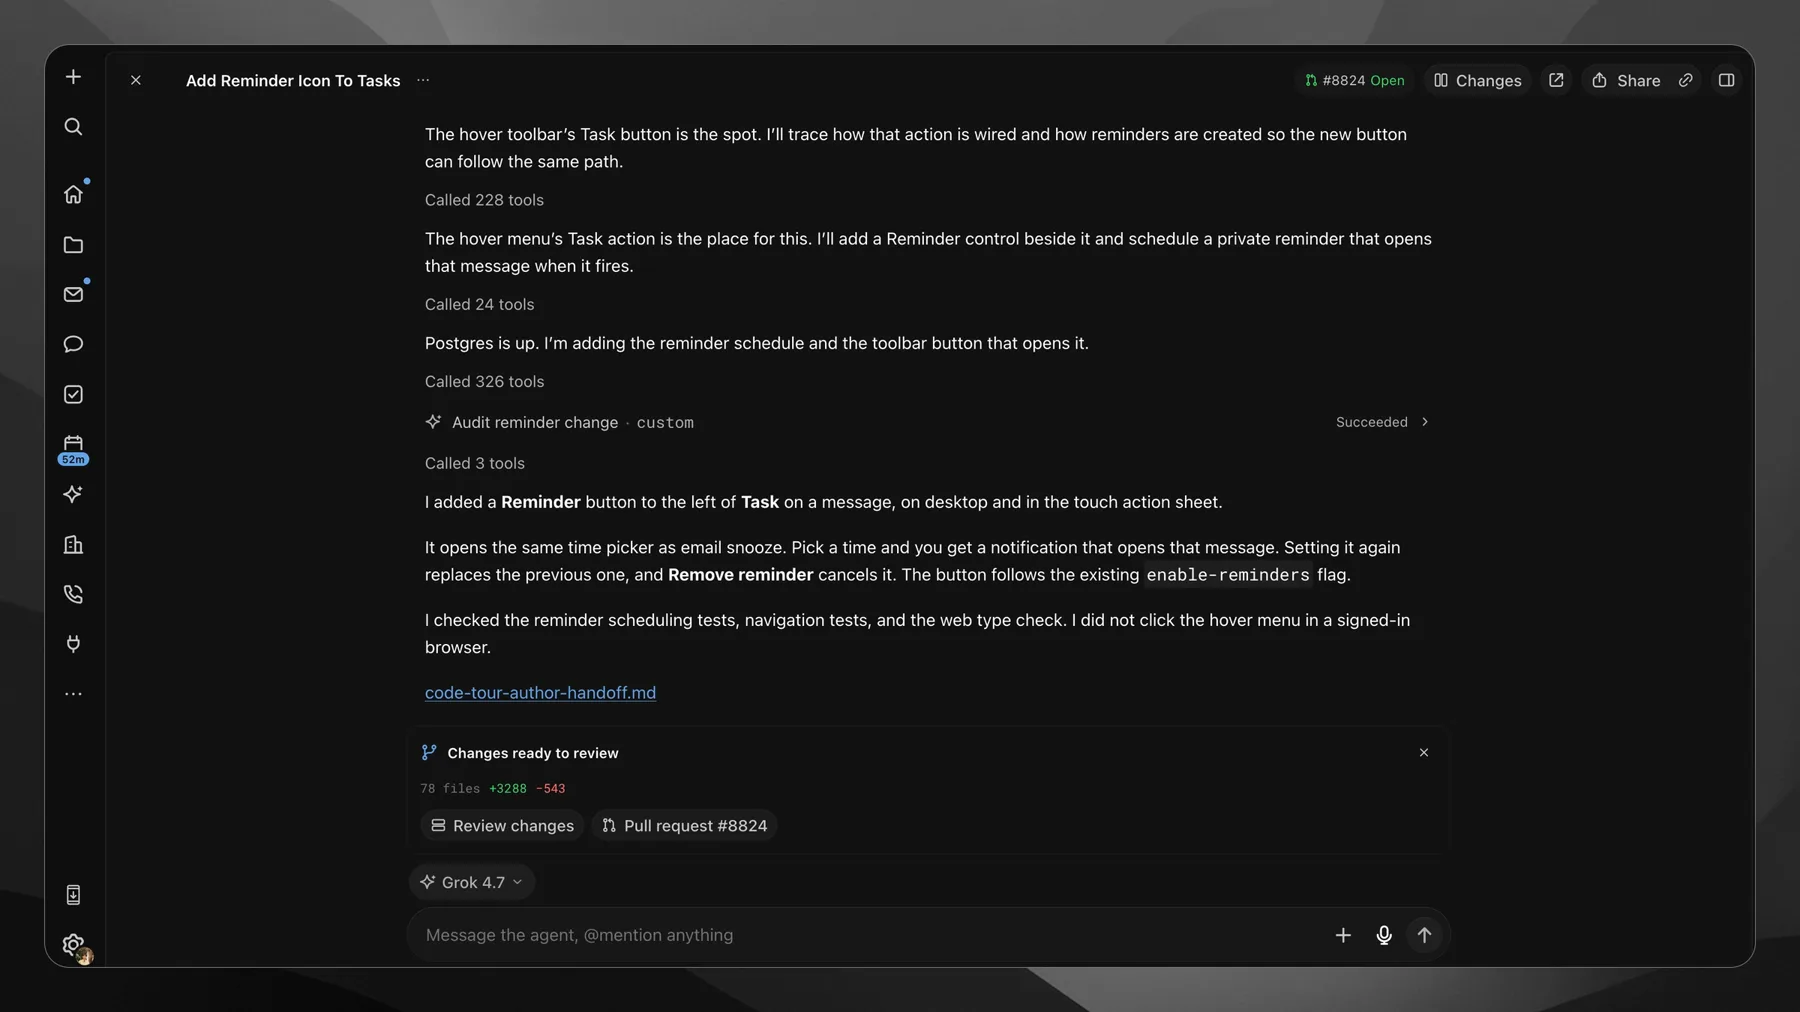 Add Reminder Icon To Tasks ...
#8824 Open
Changes
Share
The hover toolbar’s Task button is the spot. I’ll trace how that action is wired and how reminders are created so the new button
can follow the same path.
Called 228 tools
The hover menu’s Task action is the place for this. I’ll add a Reminder control beside it and schedule a private reminder that opens
that message when it fires.
Called 24 tools
Postgres is up. I’m adding the reminder schedule and the toolbar button that opens it.
Called 326 tools
Audit reminder change · custom
Succeeded
Called 3 tools
I added a Reminder button to the left of Task on a message, on desktop and in the touch action sheet.
It opens the same time picker as email snooze. Pick a time and you get a notification that opens that message. Setting it again
replaces the previous one, and Remove reminder cancels it. The button follows the existing enable-reminders flag.
I checked the reminder scheduling tests, navigation tests, and the web type check. I did not click the hover menu in a signed-in
browser.
code-tour-author-handoff.md
Changes ready to review
78 files +3288 -543
Review changes
Pull request #8824
Grok 4.7
Message the agent, @mention anything
52m